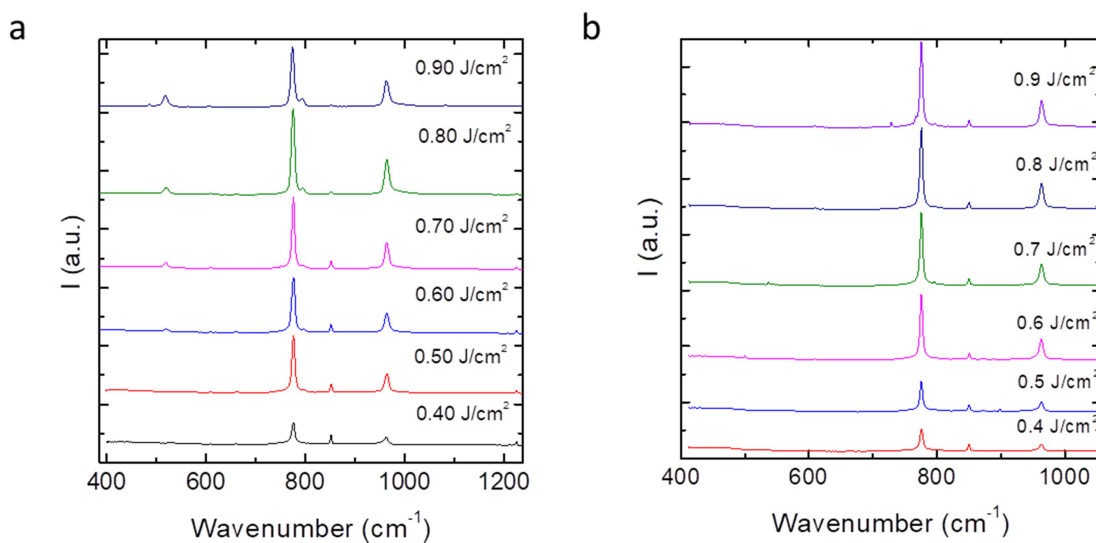 a
0.90 J/cm²
0.80 J/cm²
0.70 J/cm²
0.60 J/cm²
0.50 J/cm²
0.40 J/cm²
I (a.u.)
400 600 800 1000 1200
Wavenumber (cm⁻¹)
b
0.9 J/cm²
0.8 J/cm²
0.7 J/cm²
0.6 J/cm²
0.5 J/cm²
0.4 J/cm²
I (a.u.)
400 600 800 1000
Wavenumber (cm⁻¹)